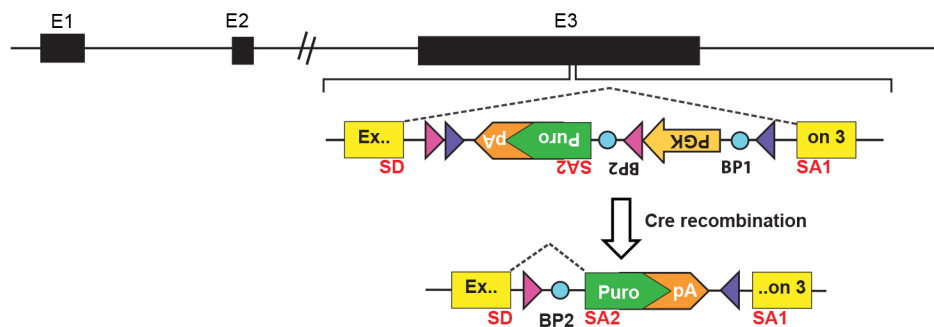 E1 E2 E3
Ex.. pA Puro PGK on 3
SD SA2 BP2 BP1 SA1
Cre recombination
Ex.. Puro pA ..on 3
SD BP2 SA2 SA1